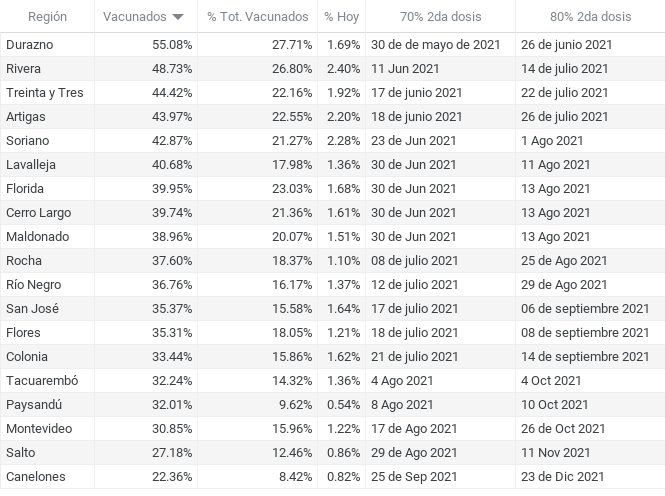 Región Vacunados % Tot. Vacunados % Hoy 70% 2da dosis 80% 2da dosis
Durazno 55.08% 27.71% 1.69% 30 de de mayo de 2021 26 de junio 2021
Rivera 48.73% 26.80% 2.40% 11 Jun 2021 14 de julio 2021
Treinta y Tres 44.42% 22.16% 1.92% 17 de junio 2021 22 de julio 2021
Artigas 43.97% 22.55% 2.20% 18 de junio 2021 26 de julio 2021
Soriano 42.87% 21.27% 2.28% 23 de Jun 2021 1 Ago 2021
Lavalleja 40.68% 17.98% 1.36% 30 de Jun 2021 11 Ago 2021
Florida 39.95% 23.03% 1.68% 30 de Jun 2021 13 Ago 2021
Cerro Largo 39.74% 21.36% 1.61% 30 de Jun 2021 13 Ago 2021
Maldonado 38.96% 20.07% 1.51% 30 de Jun 2021 13 Ago 2021
Rocha 37.60% 18.37% 1.10% 08 de julio 2021 25 de Ago 2021
Río Negro 36.76% 16.17% 1.37% 12 de julio 2021 29 de Ago 2021
San José 35.37% 15.58% 1.64% 17 de julio 2021 06 de septiembre 2021
Flores 35.31% 18.05% 1.21% 18 de julio 2021 08 de septiembre 2021
Colonia 33.44% 15.86% 1.62% 21 de julio 2021 14 de septiembre 2021
Tacuarembó 32.24% 14.32% 1.36% 4 Ago 2021 4 Oct 2021
Paysandú 32.01% 9.62% 0.54% 8 Ago 2021 10 Oct 2021
Montevideo 30.85% 15.96% 1.22% 17 de Ago 2021 26 de Oct 2021
Salto 27.18% 12.46% 0.86% 29 de Ago 2021 11 Nov 2021
Canelones 22.36% 8.42% 0.82% 25 de Sep 2021 23 de Dic 2021